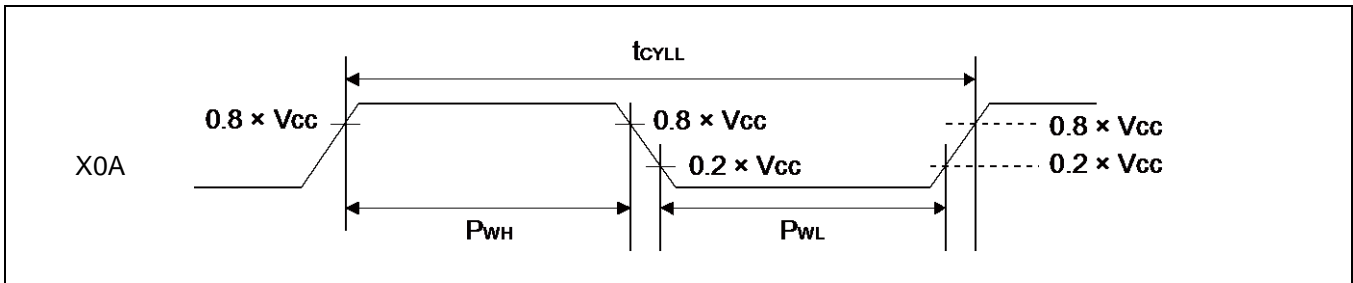 tCYLL
0.8 × Vcc
0.8 × Vcc
0.8 × Vcc
X0A
0.2 × Vcc
0.2 × Vcc
PWH
PWL